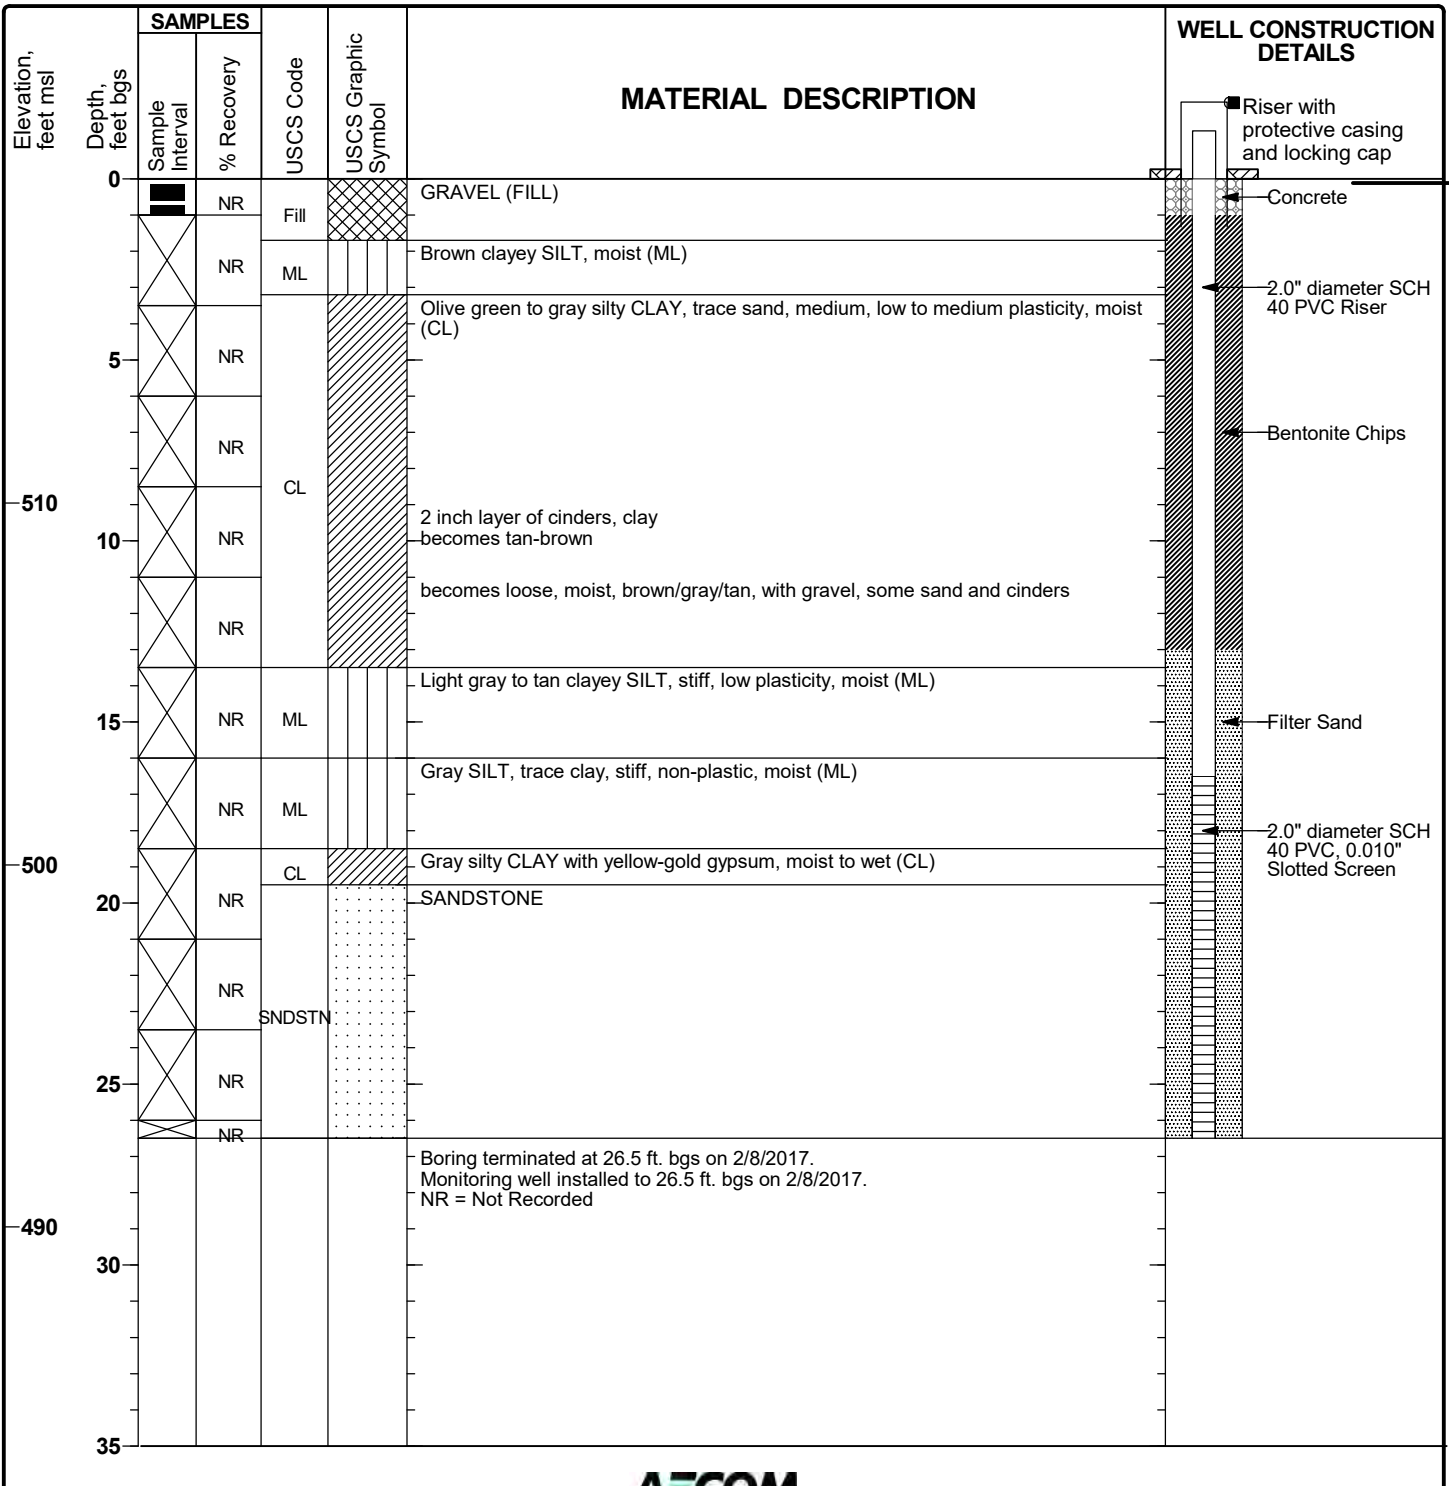 Elevation,
feet msl
Depth,
feet bgs
SAMPLES
Sample
Interval
% Recovery
USCS Code
USCS Graphic
Symbol
MATERIAL DESCRIPTION
WELL CONSTRUCTION
DETAILS
Riser with
protective casing
and locking cap
0
NR
Fill
GRAVEL (FILL)
Concrete
NR
ML
Brown clayey SILT, moist (ML)
2.0" diameter SCH
40 PVC Riser
Olive green to gray silty CLAY, trace sand, medium, low to medium plasticity, moist
(CL)
5
NR
Bentonite Chips
NR
CL
510
2 inch layer of cinders, clay
becomes tan-brown
10
NR
becomes loose, moist, brown/gray/tan, with gravel, some sand and cinders
NR
Light gray to tan clayey SILT, stiff, low plasticity, moist (ML)
15
NR
ML
Filter Sand
Gray SILT, trace clay, stiff, non-plastic, moist (ML)
NR
ML
2.0" diameter SCH
40 PVC, 0.010"
Slotted Screen
500
CL
Gray silty CLAY with yellow-gold gypsum, moist to wet (CL)
20
NR
SANDSTONE
NR
SNDSTN
25
NR
NR
Boring terminated at 26.5 ft. bgs on 2/8/2017.
Monitoring well installed to 26.5 ft. bgs on 2/8/2017.
NR = Not Recorded
490
30
35
AECOM